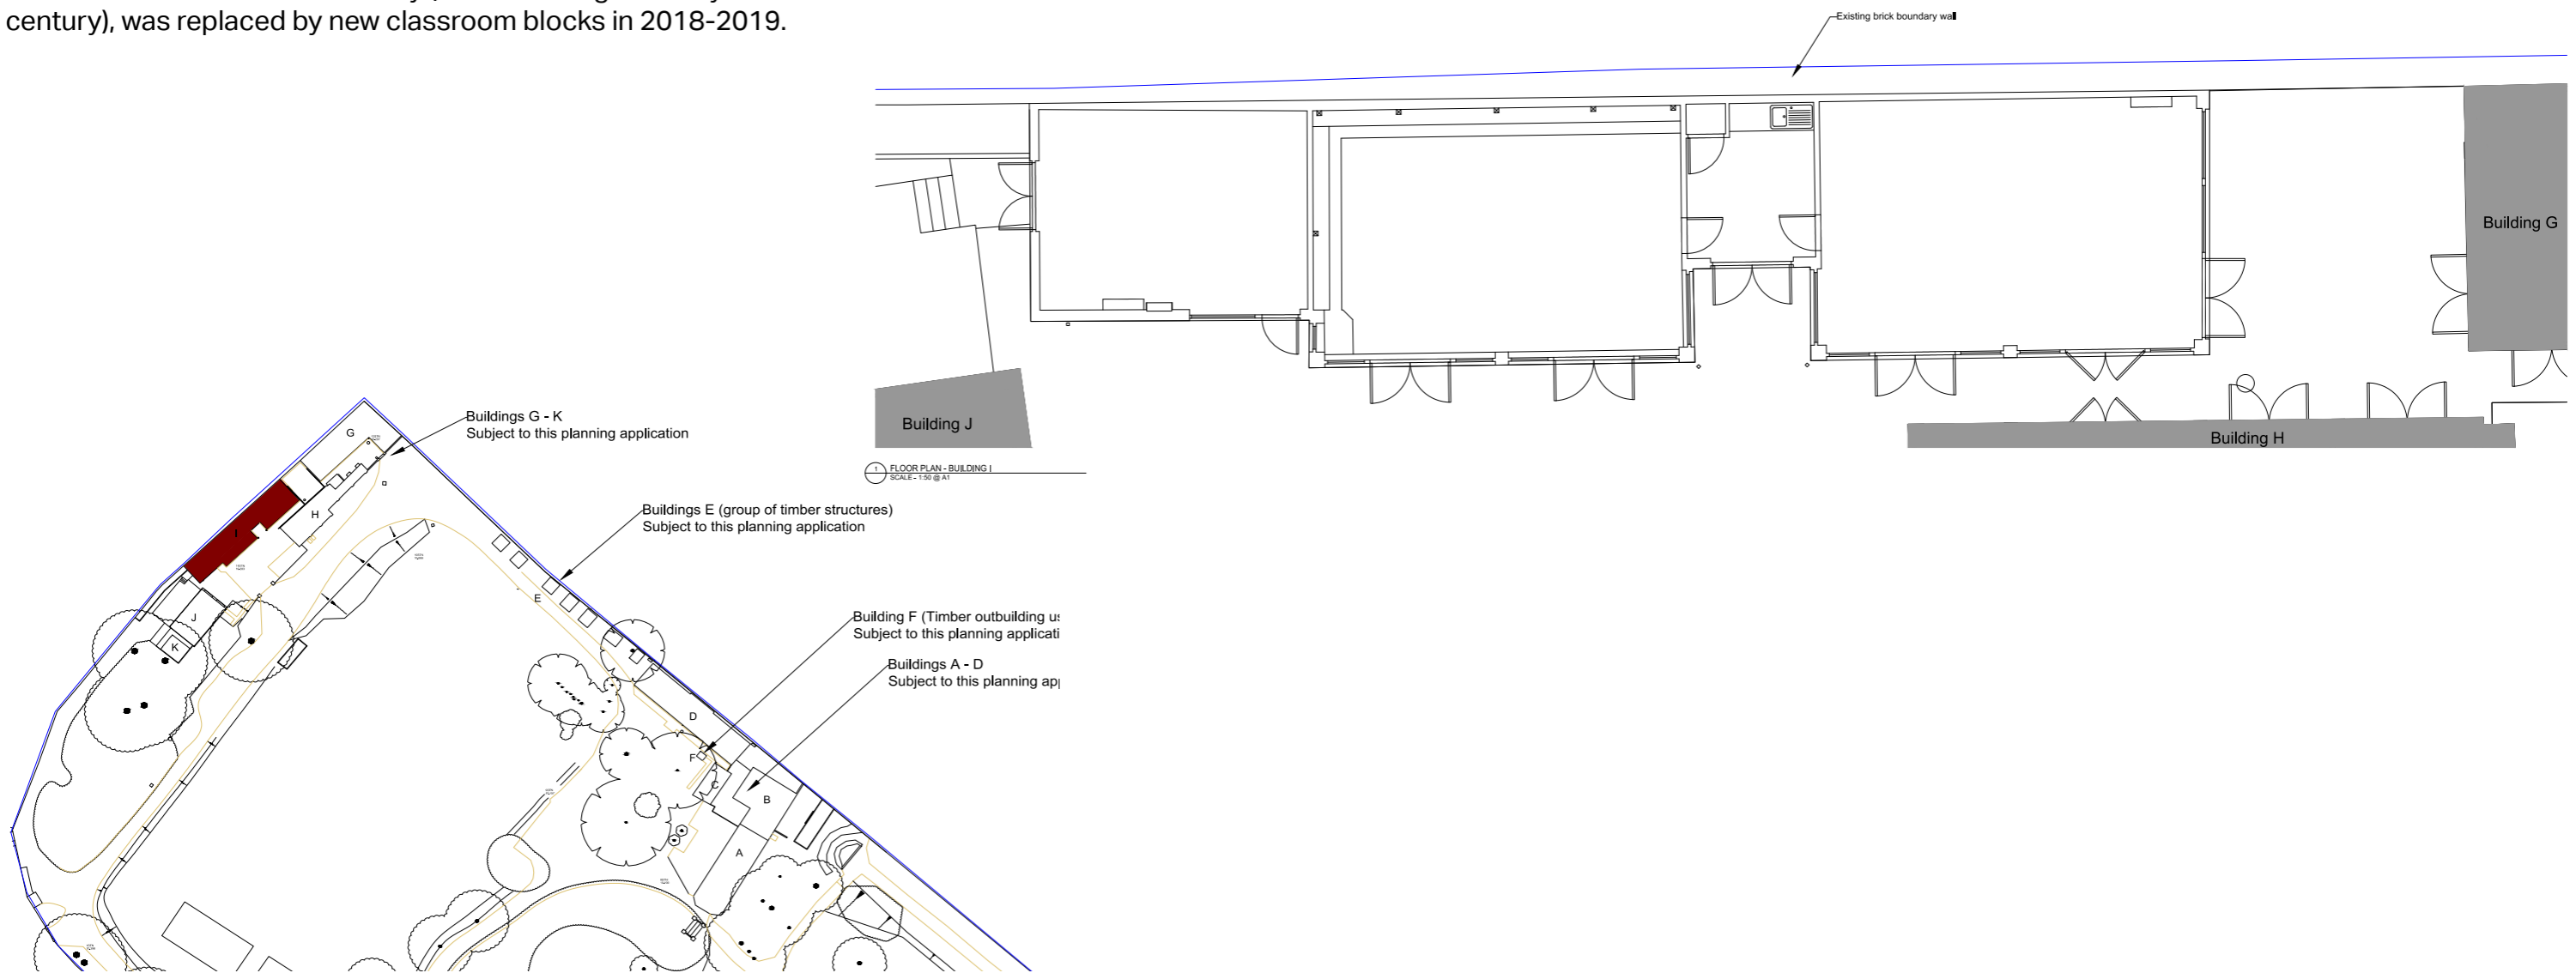 century), was replaced by new classroom blocks in 2018-2019.
Existing brick boundary wall
Building G
Building J
Building H
1
FLOOR PLAN - BUILDING I
SCALE - 1:50 @ A1
Buildings G - K
Subject to this planning application
G
H
I
J
K
Buildings E (group of timber structures)
Subject to this planning application
E
Building F (Timber outbuilding
Subject to this planning
Buildings A - D
Subject to this planning
D
F
C
B
A